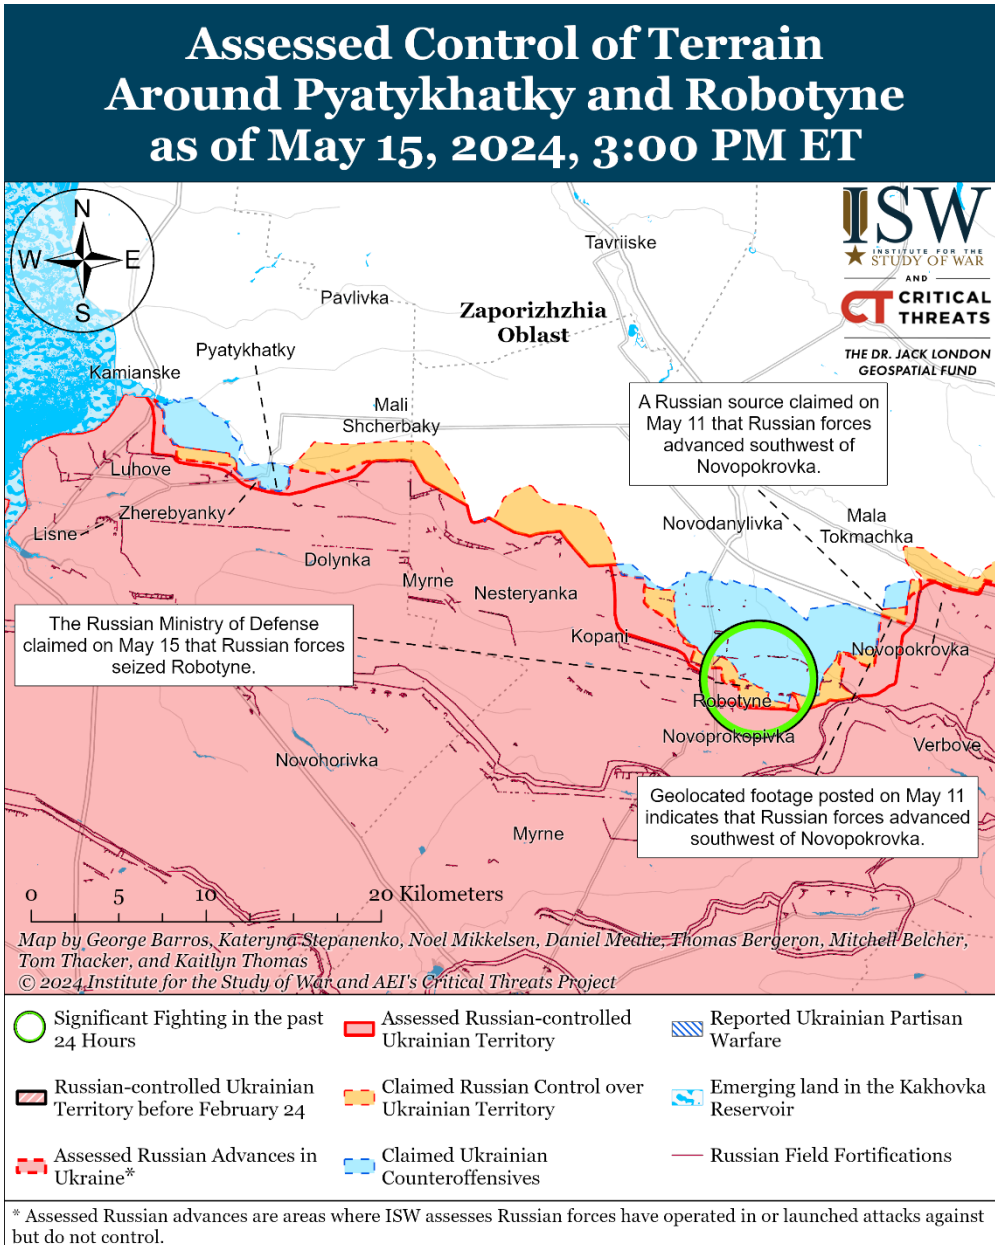 Assessed Control of Terrain
Around Pyatykhatky and Robotyne
as of May 15, 2024, 3:00 PM ET
N
W
E
S
ISW
INSTITUTE FOR THE
STUDY OF WAR
AND
CT CRITICAL
THREATS
THE DR. JACK LONDON
GEOSPATIAL FUND
Tavriiske
Pavlivka
Zaporizhzhia
Oblast
Pyatykhatky
Kamianske
Mali
Shcherbaky
A Russian source claimed on
May 11 that Russian forces
advanced southwest of
Novopokrovka.
Luhove
Zherebyanky
Lisne
Novodanylivka
Mala
Tokmachka
Dolynka
Myrne
Nesteryanka
The Russian Ministry of Defense
claimed on May 15 that Russian forces
seized Robotyne.
Kopani
Novopokrovka
Robotyne
Novoprokopivka
Verbove
Novohorivka
Geolocated footage posted on May 11
indicates that Russian forces advanced
southwest of Novopokrovka.
Myrne
0 5 10 20 Kilometers
Map by George Barros, Kateryna Stepanenko, Noel Mikkelsen, Daniel Mealie, Thomas Bergeron, Mitchell Belcher,
Tom Thacker, and Kaitlyn Thomas
© 2024 Institute for the Study of War and AEI's Critical Threats Project
Significant Fighting in the past
24 Hours
Assessed Russian-controlled
Ukrainian Territory
Reported Ukrainian Partisan
Warfare
Russian-controlled Ukrainian
Territory before February 24
Claimed Russian Control over
Ukrainian Territory
Emerging land in the Kakhovka
Reservoir
Assessed Russian Advances in
Ukraine*
Claimed Ukrainian
Counteroffensives
Russian Field Fortifications
* Assessed Russian advances are areas where ISW assesses Russian forces have operated in or launched attacks against
but do not control.